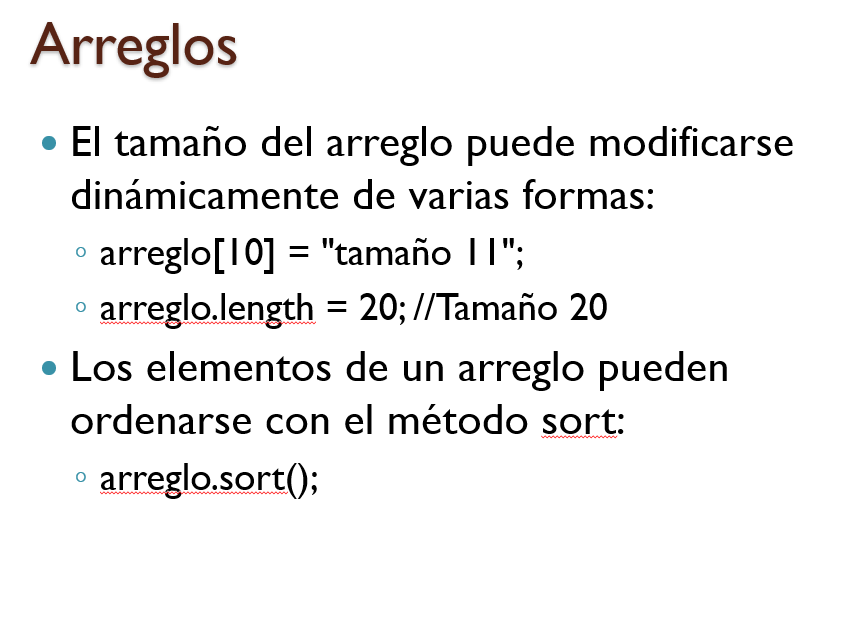 Arreglos
El tamaño del arreglo puede modificarse
dinámicamente de varias formas:
arreglo[10] = "tamaño 11";
arreglo.length = 20; //Tamaño 20
Los elementos de un arreglo pueden
ordenarse con el método sort:
arreglo.sort();